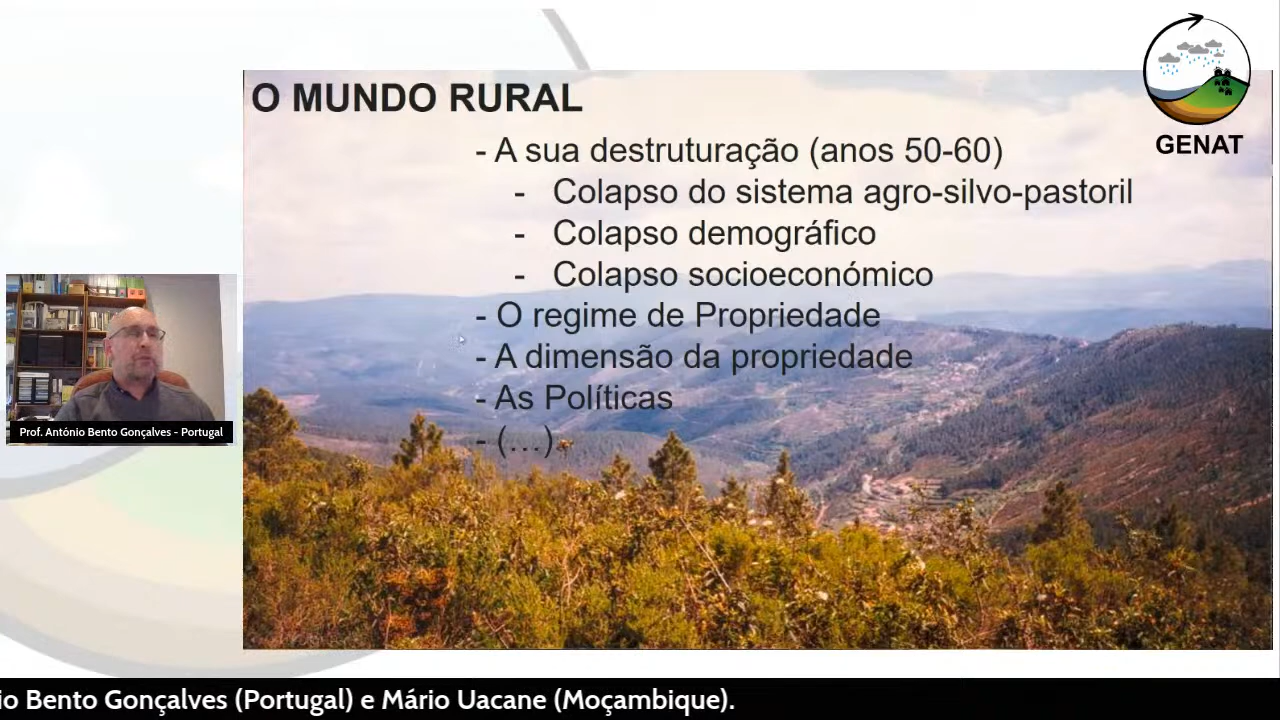 O MUNDO RURAL
- A sua destruturação (anos 50-60)
- Colapso do sistema agro-silvo-pastoril
- Colapso demográfico
- Colapso socioeconómico
- O regime de Propriedade
- A dimensão da propriedade
- As Políticas
- (...)
GENAT
Prof. António Bento Gonçalves - Portugal
io Bento Gonçalves (Portugal) e Mário Uacane (Moçambique).